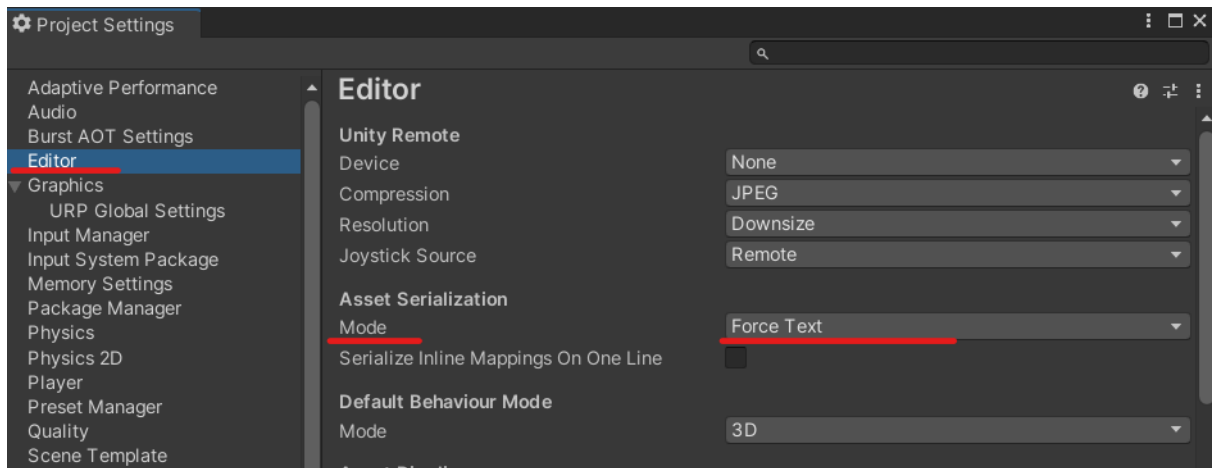 Project Settings
Adaptive Performance
Audio
Burst AOT Settings
Editor
Graphics
URP Global Settings
Input Manager
Input System Package
Memory Settings
Package Manager
Physics
Physics 2D
Player
Preset Manager
Quality
Scene Template
Editor
Unity Remote
Device None
Compression JPEG
Resolution Downsize
Joystick Source Remote
Asset Serialization
Mode Force Text
Serialize Inline Mappings On One Line
Default Behaviour Mode
Mode 3D